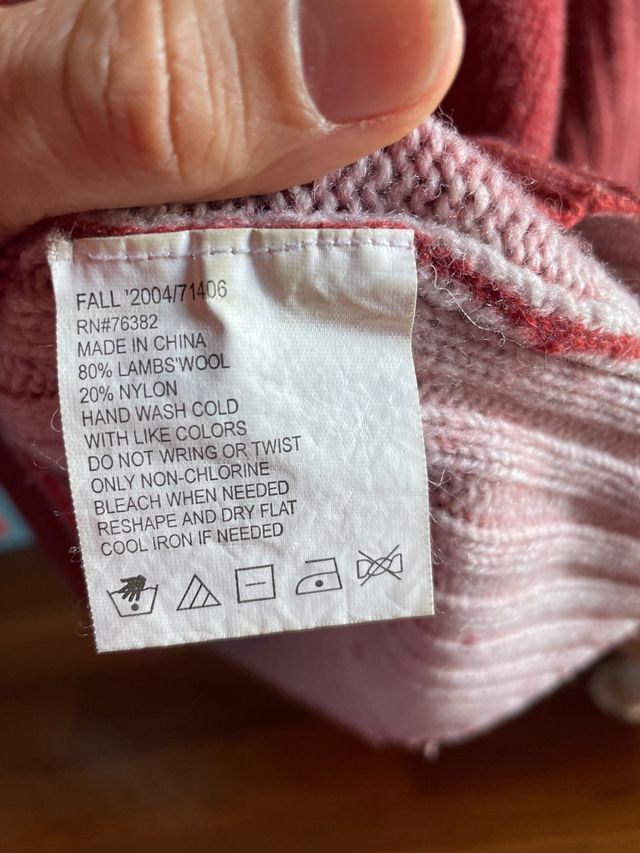 FALL '2004/71406
RN#76382
MADE IN CHINA
80% LAMBS'WOOL
20% NYLON
HAND WASH COLD
WITH LIKE COLORS
DO NOT WRING OR TWIST
ONLY NON-CHLORINE
BLEACH WHEN NEEDED
RESHAPE AND DRY FLAT
COOL IRON IF NEEDED